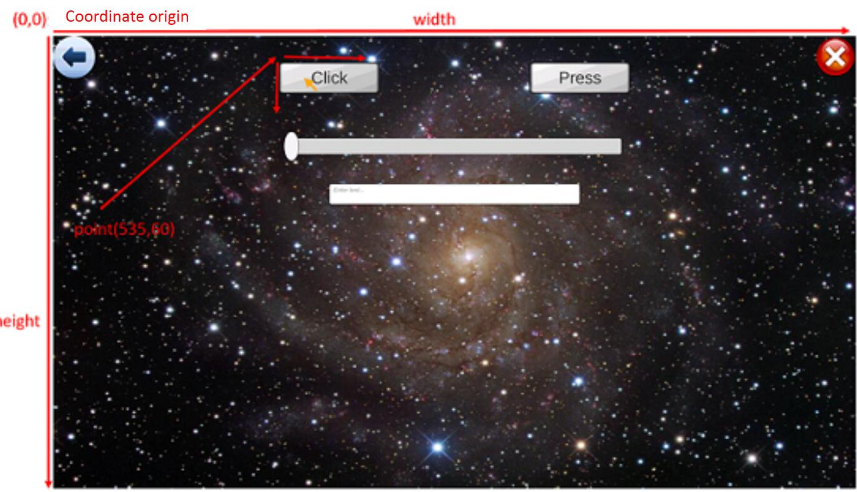 (0,0) Coordinate origin
width
Click
Press
Enter text...
point(535,60)
height